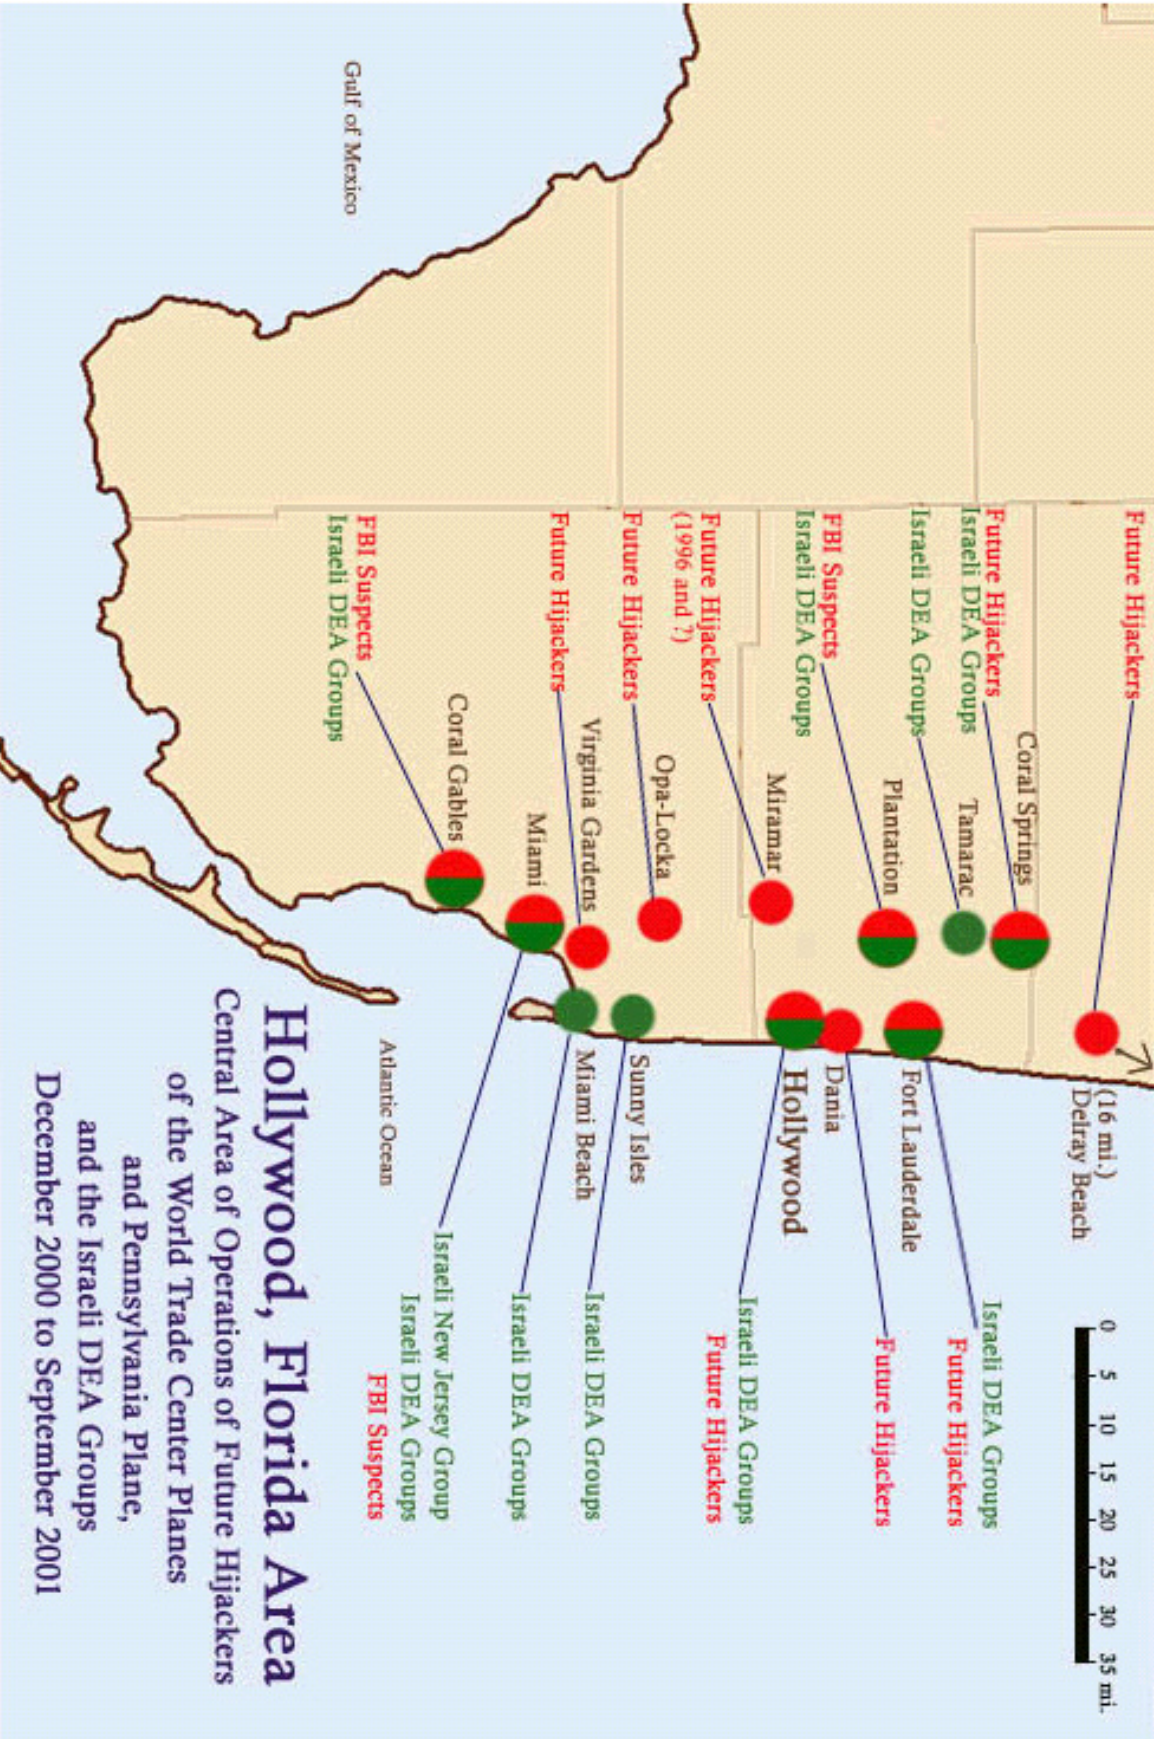 Future Hijackers
(16 mi.)
Delray Beach
0 5 10 15 20 25 30 35 mi.
Future Hijackers
Israeli DEA Groups
Coral Springs
Israeli DEA Groups
Tamarac
Israeli DEA Groups
Future Hijackers
Fort Lauderdale
FBI Suspects
Israeli DEA Groups
Plantation
Dania
Future Hijackers
Future Hijackers
(1996 and ?)
Miramar
Hollywood
Israeli DEA Groups
Future Hijackers
Future Hijackers
Opa-Locka
Sunny Isles
Israeli DEA Groups
Future Hijackers
Virginia Gardens
Miami Beach
Israeli DEA Groups
Miami
Israeli New Jersey Group
Israeli DEA Groups
FBI Suspects
Coral Gables
FBI Suspects
Israeli DEA Groups
Gulf of Mexico
Atlantic Ocean
Hollywood, Florida Area
Central Area of Operations of Future Hijackers
of the World Trade Center Planes
and Pennsylvania Plane,
and the Israeli DEA Groups
December 2000 to September 2001